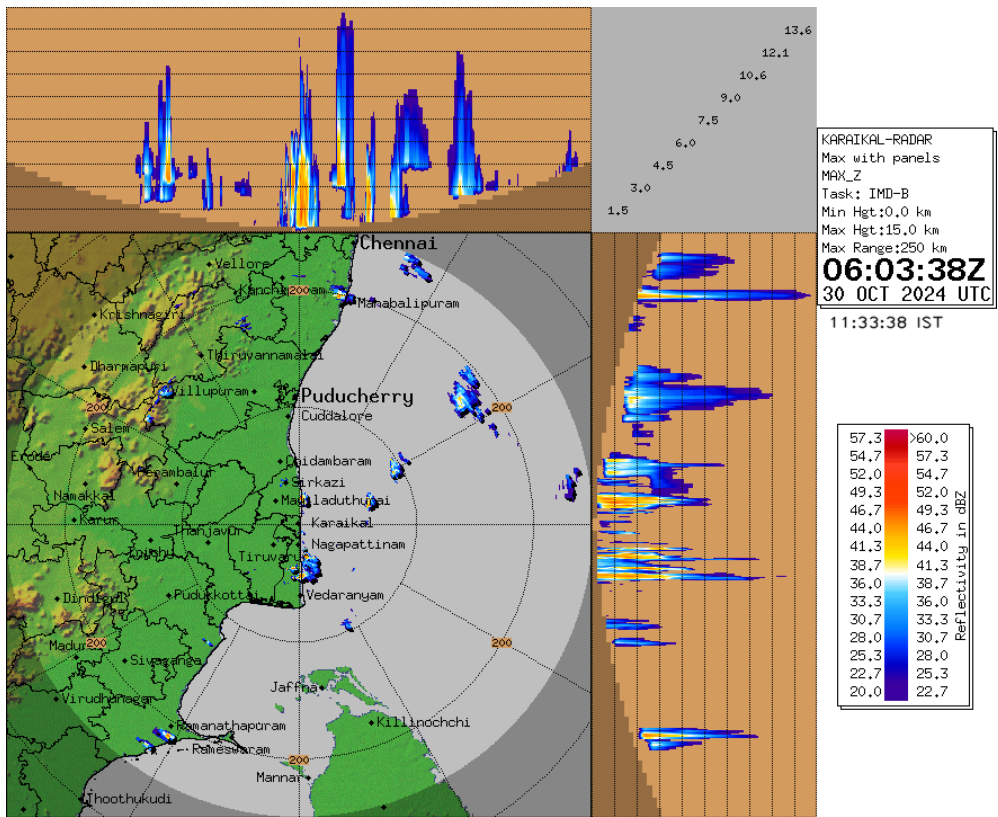 13.6
12.1
10.6
9.0
7.5
6.0
4.5
3.0
1.5
KARAIKAL-RADAR
Max with panels
MAX_Z
Task: IMD-B
Min Hgt:0.0 km
Max Hgt:15.0 km
Max Range:250 km
06:03:38Z
30 OCT 2024 UTC
11:33:38 IST
Chennai
Vellore
200
Mahabalipuram
Krishnagiri
Thiruvannamalai
Dharmapuri
Villupuram
Puducherry
200
200
Cuddalore
Salem
Erode
Chidambaram
Perambalur
Sirkazi
Namakkal
Mayiladuthurai
Karur
Karaikal
Thanjavur
Nagapattinam
Tiruvaru
Dindigul
Pudukkottai
Vedaranyam
200
200
Madur
Sivaganga
Jaffna
Virudhunagar
Ramanathapuram
Killinochchi
Rameswaram
200
Mannar
Thoothukudi
57.3 >60.0
54.7 57.3
52.0 54.7
49.3 52.0
46.7 49.3
44.0 46.7
41.3 44.0
38.7 41.3
36.0 38.7
33.3 36.0
30.7 33.3
28.0 30.7
25.3 28.0
22.7 25.3
20.0 22.7
Reflectivity in dBZ